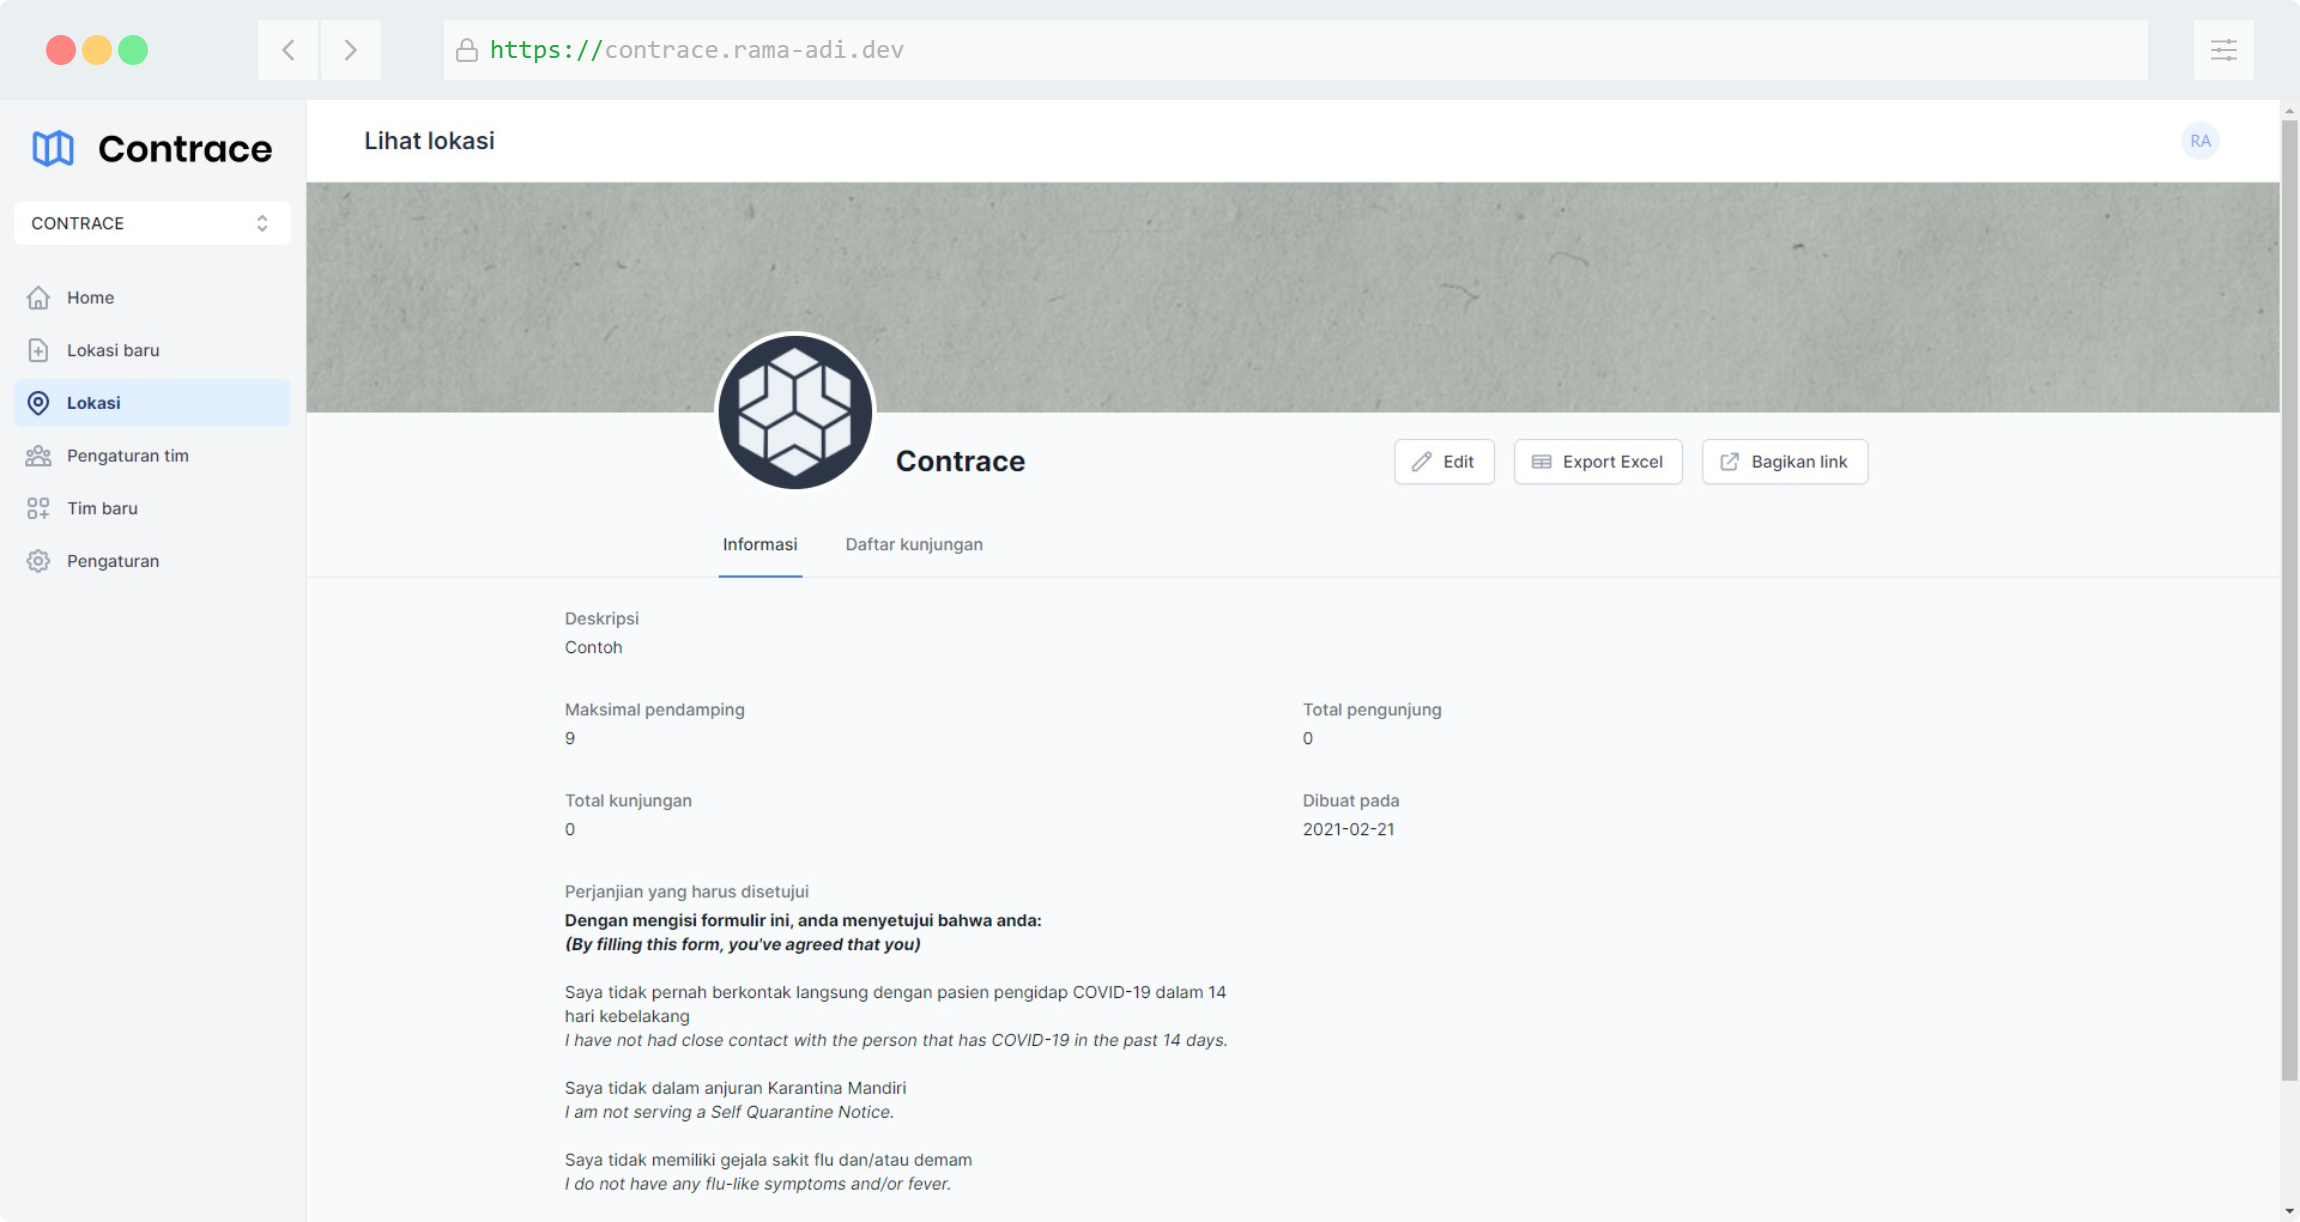 https://contrace.rama-adi.dev
Contrace
Lihat lokasi
RA
CONTRACE
Home
Lokasi baru
Lokasi
Pengaturan tim
Tim baru
Pengaturan
Contrace
Edit
Export Excel
Bagikan link
Informasi
Daftar kunjungan
Deskripsi
Contoh
Maksimal pendamping
9
Total pengunjung
0
Total kunjungan
0
Dibuat pada
2021-02-21
Perjanjian yang harus disetujui
Dengan mengisi formulir ini, anda menyetujui bahwa anda:
(By filling this form, you've agreed that you)
Saya tidak pernah berkontak langsung dengan pasien pengidap COVID-19 dalam 14
hari kebelakang
I have not had close contact with the person that has COVID-19 in the past 14 days.
Saya tidak dalam anjuran Karantina Mandiri
I am not serving a Self Quarantine Notice.
Saya tidak memiliki gejala sakit flu dan/atau demam
I do not have any flu-like symptoms and/or fever.